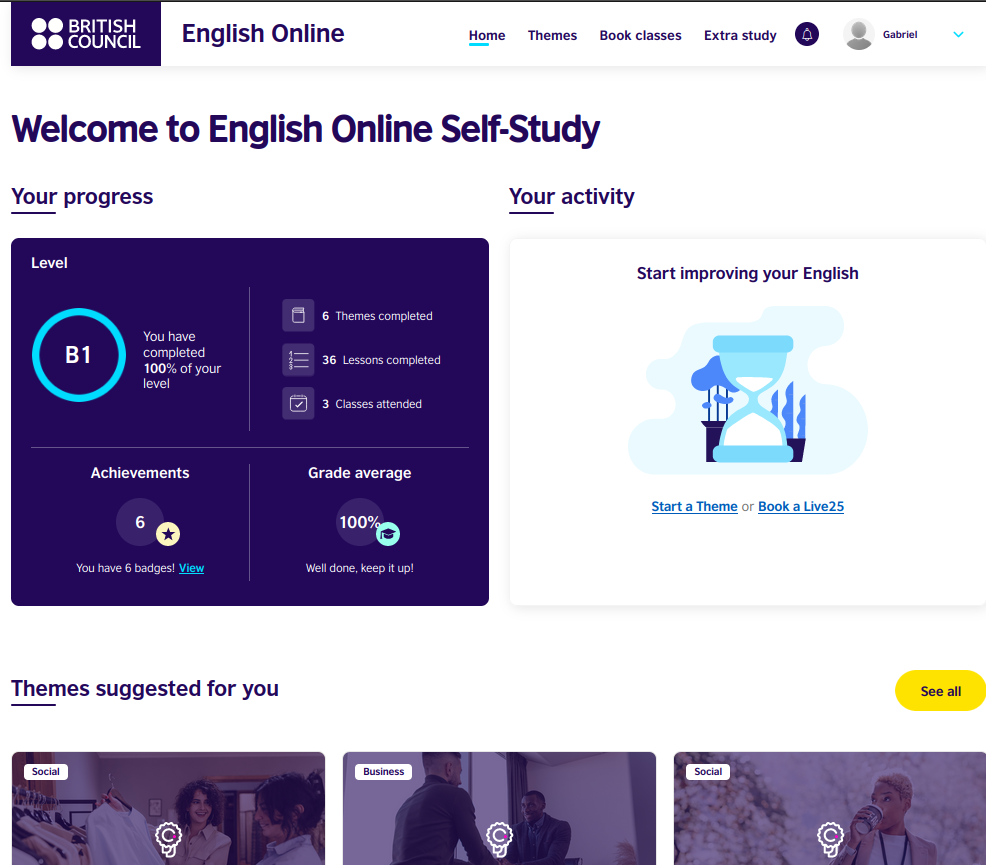 BRITISH
COUNCIL
English Online
Home
Themes
Book classes
Extra study
Gabriel
Welcome to English Online Self-Study
Your progress
Your activity
Level
B1
You have
completed
100% of your
level
6 Themes completed
36 Lessons completed
3 Classes attended
Achievements
6
You have 6 badges! View
Grade average
100%
Well done, keep it up!
Start improving your English
Start a Theme or Book a Live25
Themes suggested for you
See all
Social
Business
Social
C
C
C